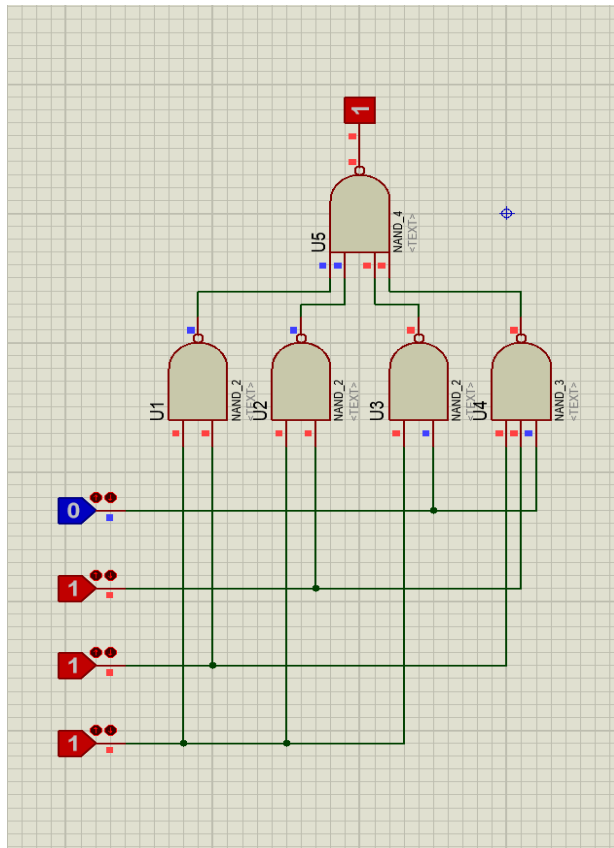 1
U5
NAND_4
<TEXT>
U1
NAND_2
<TEXT>
U2
NAND_2
<TEXT>
U3
NAND_2
<TEXT>
U4
NAND_3
<TEXT>
0
1
1
1